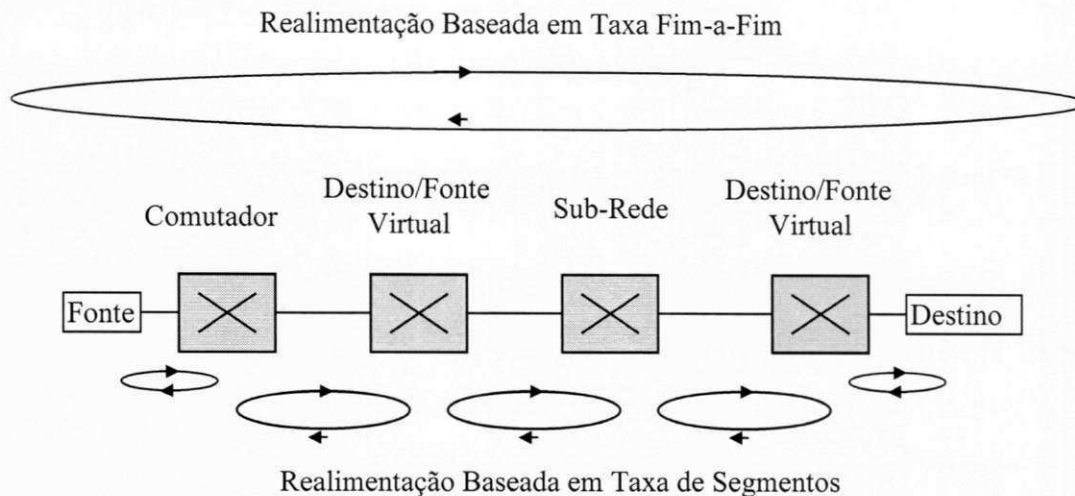 Realimentação Baseada em Taxa Fim-a-Fim
Comutador
Destino/Fonte
Virtual
Sub-Rede
Destino/Fonte
Virtual
Fonte
Destino
Realimentação Baseada em Taxa de Segmentos